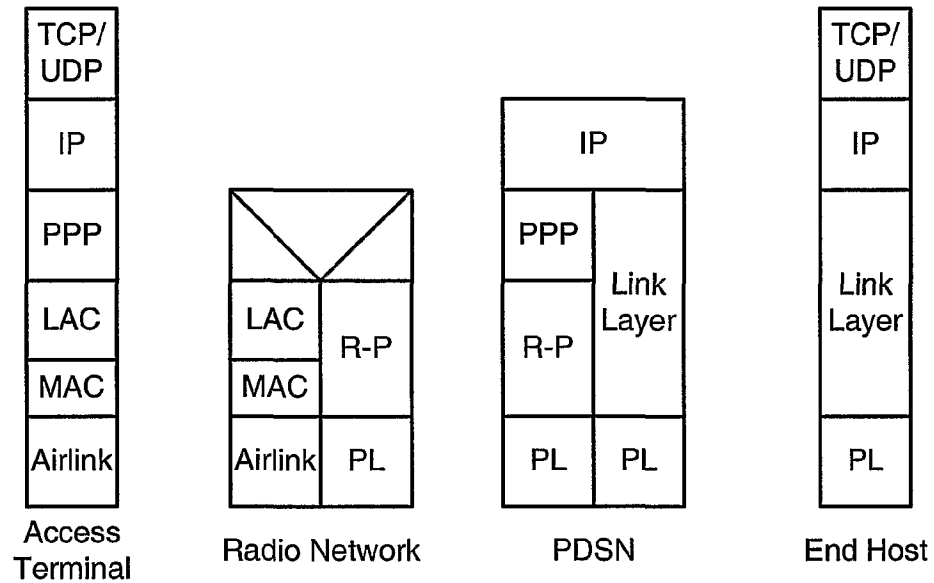 TCP/
UDP
IP
PPP
LAC
MAC
Airlink
Access
Terminal
LAC
MAC
Airlink
R-P
PL
Radio Network
IP
PPP
R-P
PL
Link
Layer
PL
PDSN
TCP/
UDP
IP
Link
Layer
PL
End Host